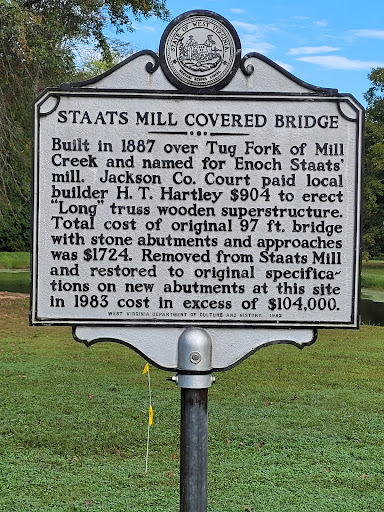 STATE OF WEST VIRGINIA
STAATS MILL COVERED BRIDGE
Built in 1887 over Tug Fork of Mill
Creek and named for Enoch Staats'
mill. Jackson Co. Court paid local
builder H. T. Hartley $904 to erect
"Long" truss wooden superstructure.
Total cost of original 97 ft. bridge
with stone abutments and approaches
was $1724. Removed from Staats Mill
and restored to original specifica-
tions on new abutments at this site
in 1983 cost in excess of $104,000.
WEST VIRGINIA DEPARTMENT OF CULTURE AND HISTORY, 1983